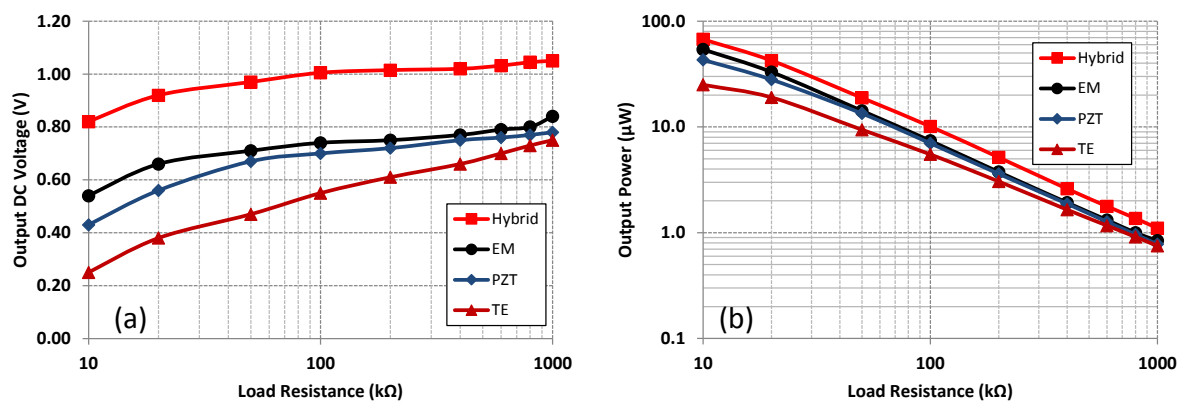 Output DC Voltage (V)
1.20
1.00
0.80
0.60
0.40
0.20
0.00
10
100
1000
Load Resistance (kΩ)
Hybrid
EM
PZT
TE
(a)
Output Power (µW)
100.0
10.0
1.0
0.1
10
100
1000
Load Resistance (kΩ)
Hybrid
EM
PZT
TE
(b)